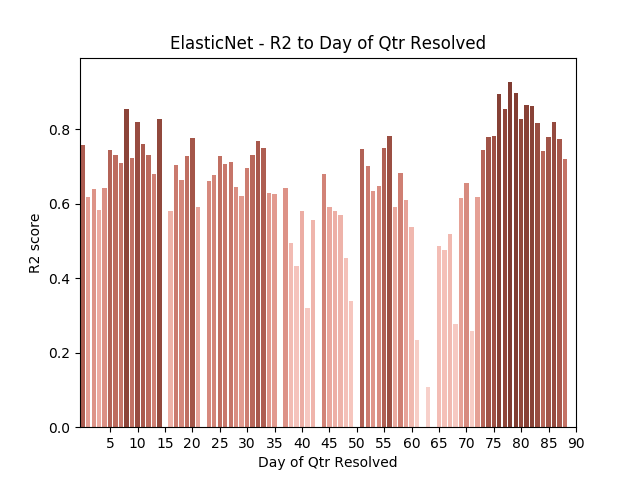 ElasticNet - R2 to Day of Qtr Resolved
R2 score
0.8
0.6
0.4
0.2
0.0
5 10 15 20 25 30 35 40 45 50 55 60 65 70 75 80 85 90
Day of Qtr Resolved